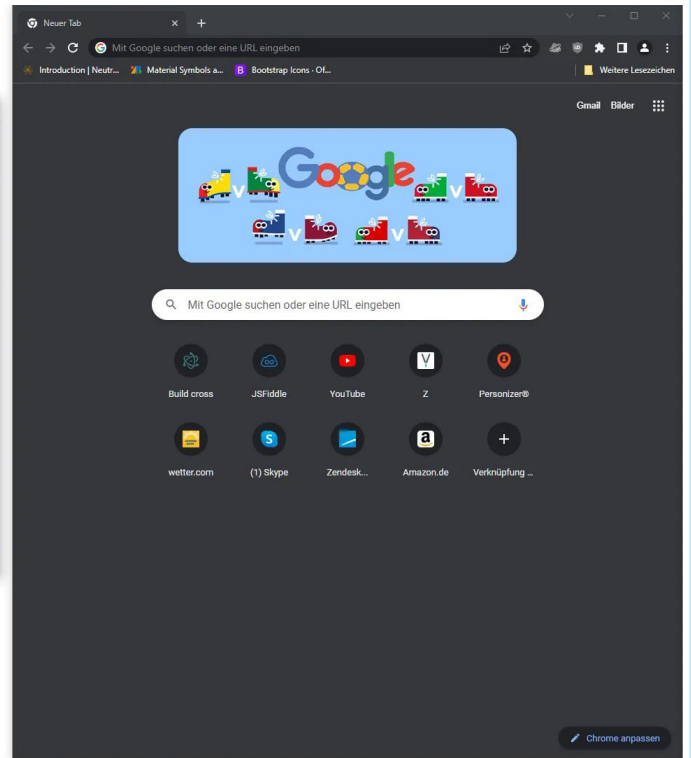 Neuer Tab
Mit Google suchen oder eine URL eingeben
Introduction | Neutr... Material Symbols a... B Bootstrap Icons · Of... Weitere Lesezeichen
Gmail Bilder
Google
v v
v v
Mit Google suchen oder eine URL eingeben
Build cross JSFiddle YouTube Z Personizer®
wetter.com (1) Skype Zendesk... Amazon.de Verknüpfung ...
Chrome anpassen